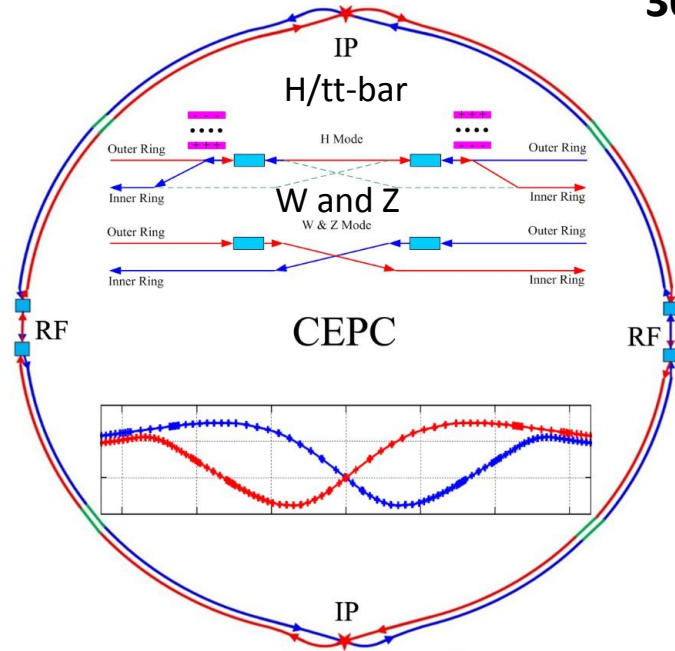 IP
H/tt-bar
H Mode
Outer Ring Outer Ring
Inner Ring Inner Ring
W and Z
W & Z Mode
Outer Ring Outer Ring
Inner Ring Inner Ring
RF CEPC RF
IP